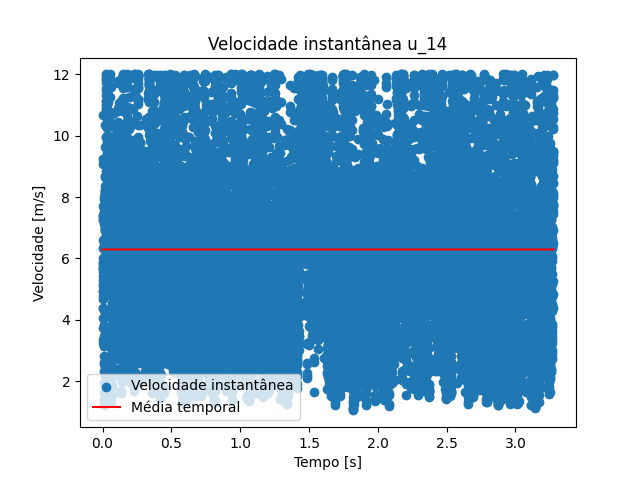 Velocidade instantânea u_14
Velocidade [m/s]
12
10
8
6
4
2
Velocidade instantânea
Média temporal
0.0 0.5 1.0 1.5 2.0 2.5 3.0
Tempo [s]